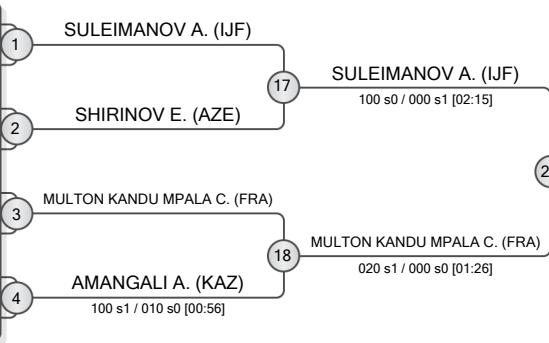 1
SULEIMANOV A. (IJF)
2
SHIRINOV E. (AZE)
17
SULEIMANOV A. (IJF)
100 s0 / 000 s1 [02:15]
3
MULTON KANDU MPALA C. (FRA)
4
AMANGALI A. (KAZ)
100 s1 / 010 s0 [00:56]
18
MULTON KANDU MPALA C. (FRA)
020 s1 / 000 s0 [01:26]